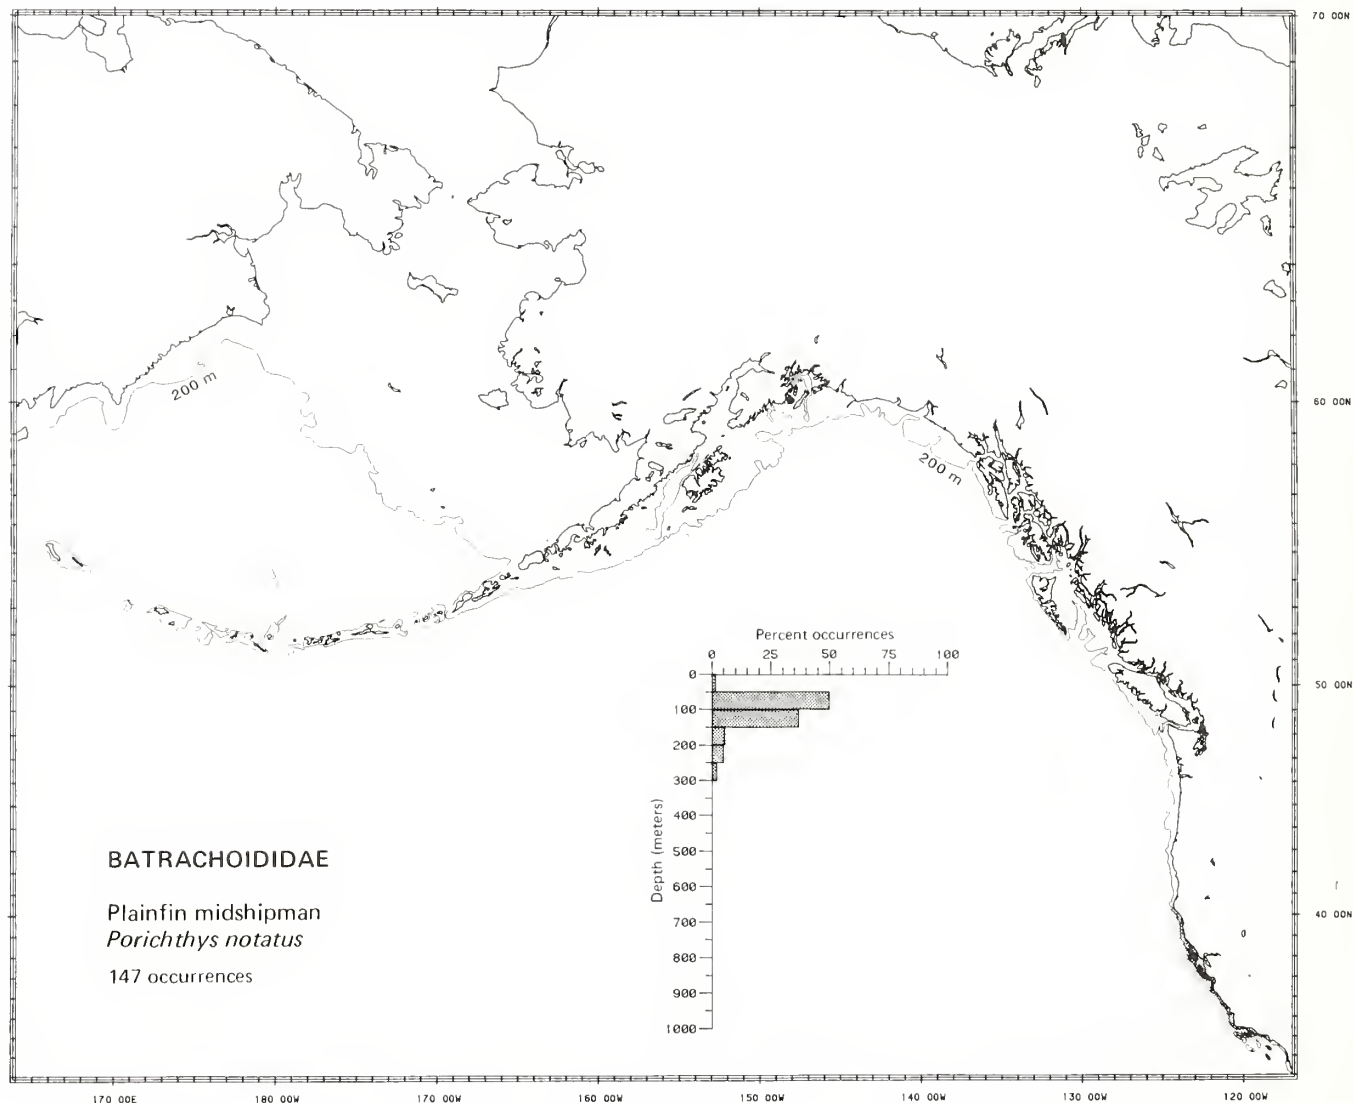 70 00N
200 m
60 00N
200 m
Percent occurrences
0 25 50 75 100
0
100
200
300
400
500
600
700
800
900
1000
Depth (meters)
50 00N
40 00N
BATRACHOIDIDAE
Plainfin midshipman
Porichthys notatus
147 occurrences
170 00E 180 00W 170 00W 160 00W 150 00W 140 00W 130 00W 120 00W